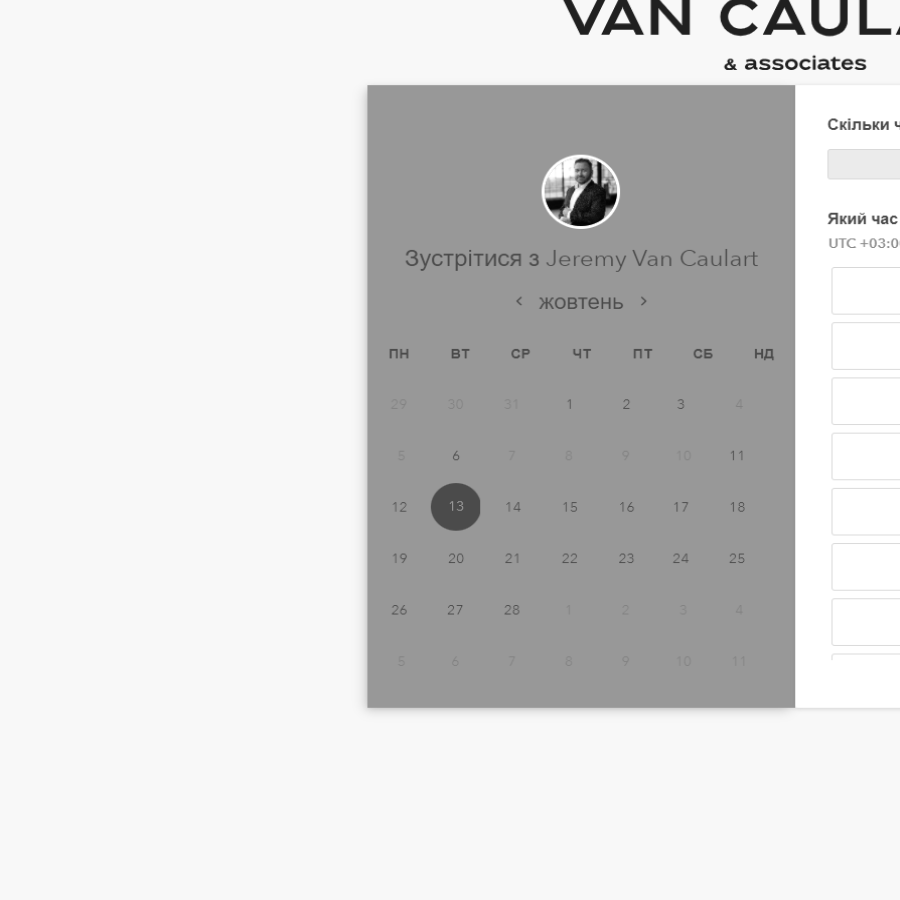 VAN CAUL
& associates
Зустрітися з Jeremy Van Caulart
‹ жовтень ›
ПН ВТ СР ЧТ ПТ СБ НД
29 30 31 1 2 3 4
5 6 7 8 9 10 11
12 13 14 15 16 17 18
19 20 21 22 23 24 25
26 27 28 1 2 3 4
5 6 7 8 9 10 11
Скільки
Який час
UTC +03:0